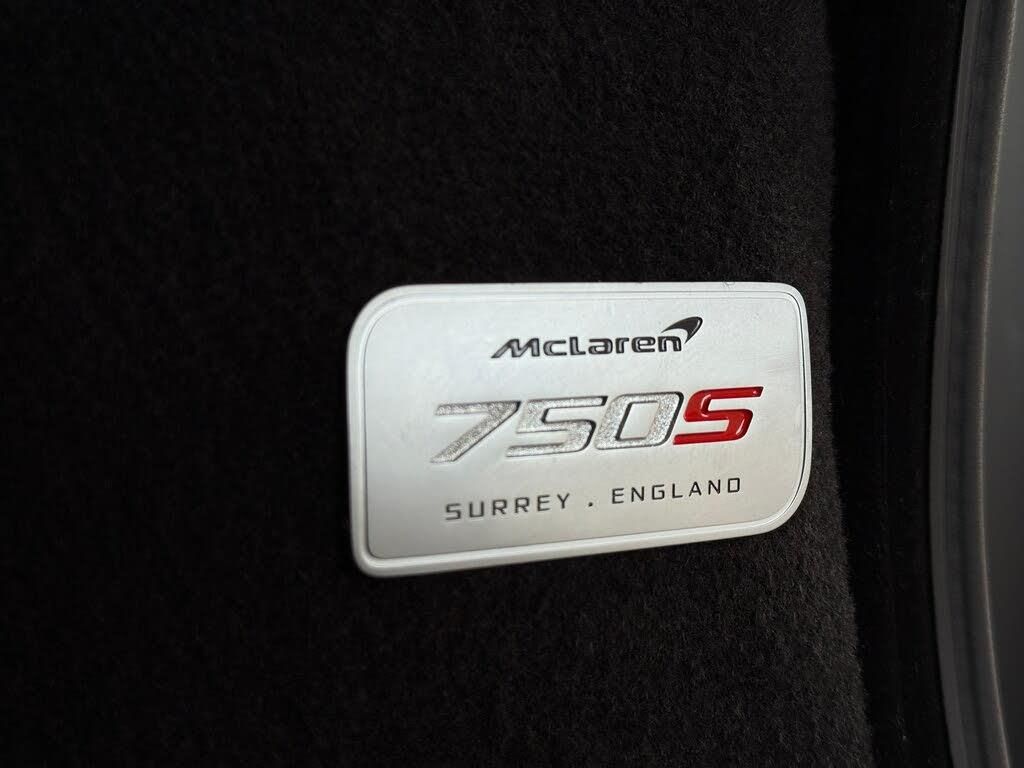 McLaren
750S
SURREY . ENGLAND